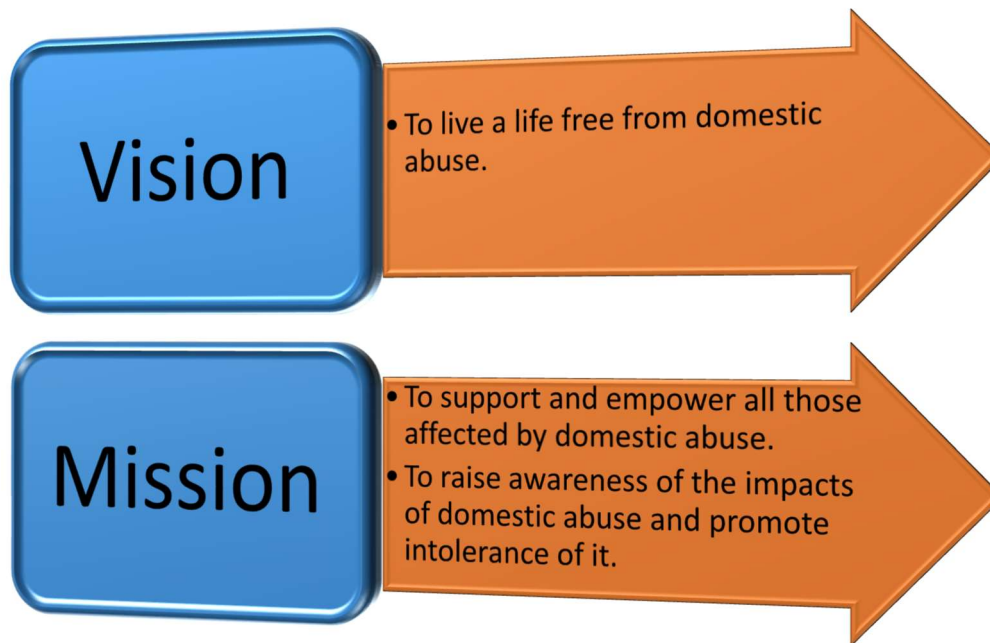 Vision
• To live a life free from domestic
abuse.
Mission
• To support and empower all those
affected by domestic abuse.
• To raise awareness of the impacts
of domestic abuse and promote
intolerance of it.